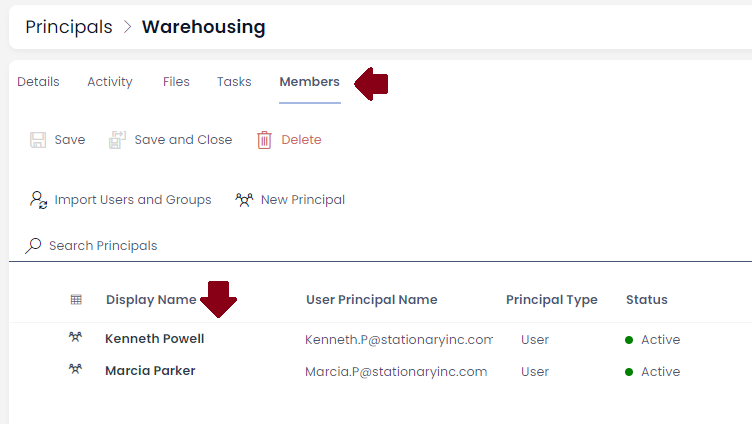 Principals > Warehousing
Details Activity Files Tasks Members
Save Save and Close Delete
Import Users and Groups New Principal
Search Principals
Display Name User Principal Name Principal Type Status
Kenneth Powell Kenneth.P@stationaryinc.com User Active
Marcia Parker Marcia.P@stationaryinc.com User Active